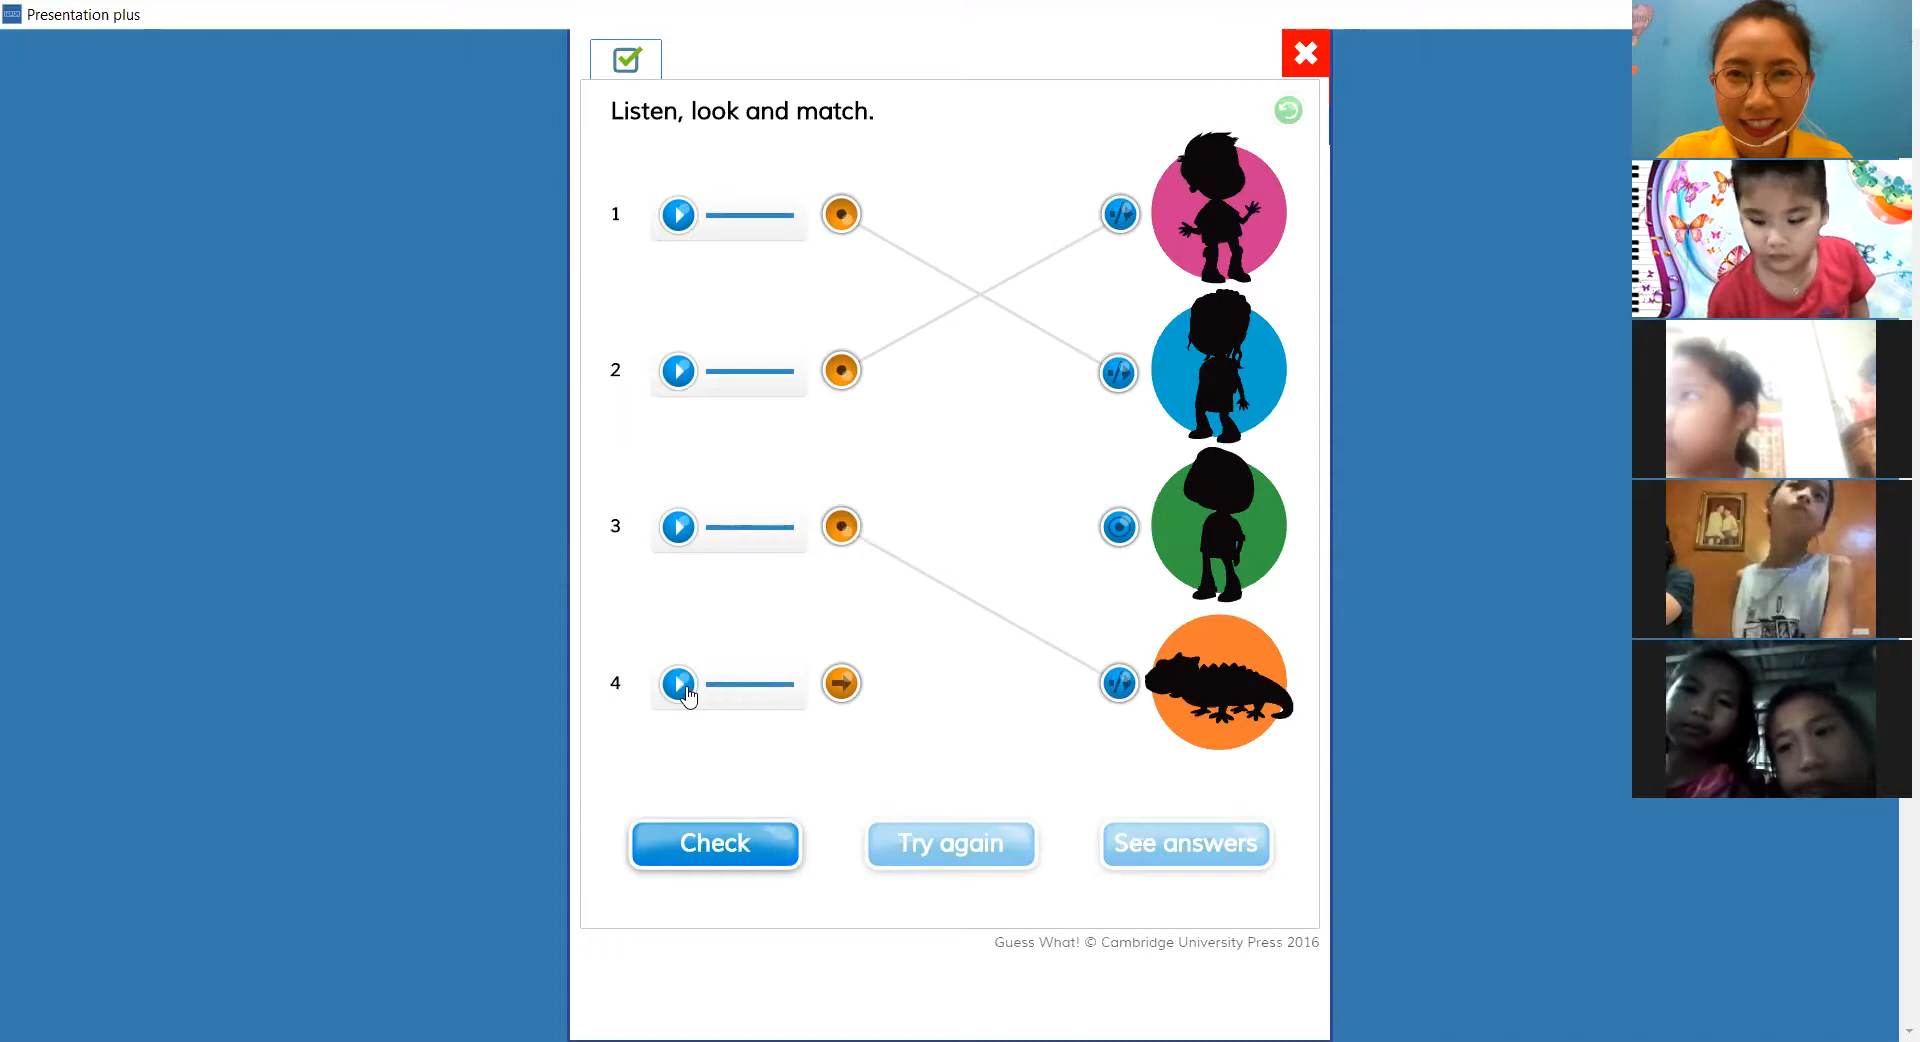 Presentation plus
Listen, look and match.
1
2
3
4
Check
Try again
See answers
Guess What! © Cambridge University Press 2016